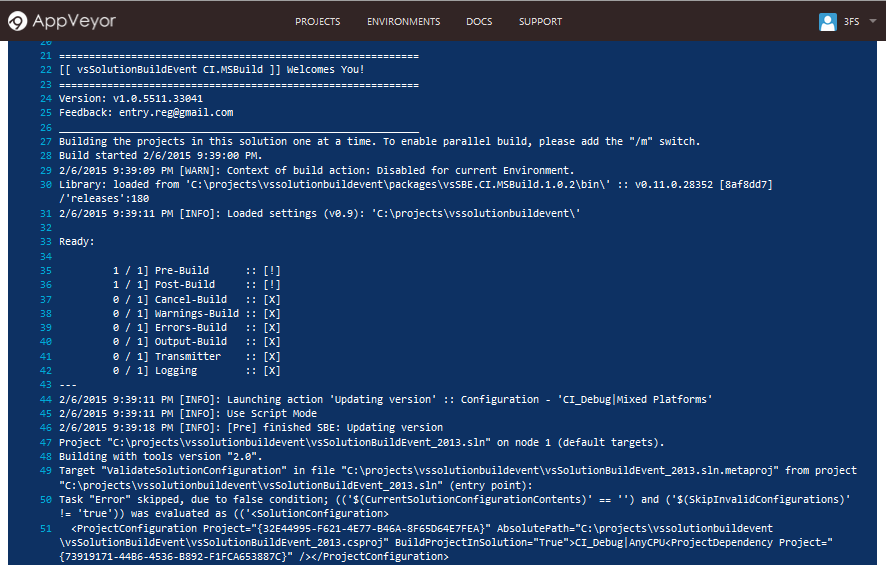 AppVeyor PROJECTS ENVIRONMENTS DOCS SUPPORT 3FS
20
21 ============================================================
22 [[ vsSolutionBuildEvent CI.MSBuild ]] Welcomes You!
23 ============================================================
24 Version: v1.0.5511.33041
25 Feedback: entry.reg@gmail.com
26 ____________________________________________________________
27 Building the projects in this solution one at a time. To enable parallel build, please add the "/m" switch.
28 Build started 2/6/2015 9:39:00 PM.
29 2/6/2015 9:39:09 PM [WARN]: Context of build action: Disabled for current Environment.
30 Library: loaded from 'C:\projects\vssolutionbuildevent\packages\vsSBE.CI.MSBuild.1.0.2\bin\' :: v0.11.0.28352 [8af8dd7]
/'releases':180
31 2/6/2015 9:39:11 PM [INFO]: Loaded settings (v0.9): 'C:\projects\vssolutionbuildevent\'
32
33 Ready:
34
35 1 / 1] Pre-Build :: [!]
36 1 / 1] Post-Build :: [!]
37 0 / 1] Cancel-Build :: [X]
38 0 / 1] Warnings-Build :: [X]
39 0 / 1] Errors-Build :: [X]
40 0 / 1] Output-Build :: [X]
41 0 / 1] Transmitter :: [X]
42 0 / 1] Logging :: [X]
43 ---
44 2/6/2015 9:39:11 PM [INFO]: Launching action 'Updating version' :: Configuration - 'CI_Debug|Mixed Platforms'
45 2/6/2015 9:39:11 PM [INFO]: Use Script Mode
46 2/6/2015 9:39:18 PM [INFO]: [Pre] finished SBE: Updating version
47 Project "C:\projects\vssolutionbuildevent\vsSolutionBuildEvent_2013.sln" on node 1 (default targets).
48 Building with tools version "2.0".
49 Target "ValidateSolutionConfiguration" in file "C:\projects\vssolutionbuildevent\vsSolutionBuildEvent_2013.sln.metaproj" from project
"C:\projects\vssolutionbuildevent\vsSolutionBuildEvent_2013.sln" (entry point):
50 Task "Error" skipped, due to false condition; (('$(CurrentSolutionConfigurationContents)' == '') and ('$(SkipInvalidConfigurations)'
!= 'true')) was evaluated as (('<SolutionConfiguration>
51 <ProjectConfiguration Project="{32E44995-F621-4E77-B46A-8F65D64E7FEA}" AbsolutePath="C:\projects\vssolutionbuildevent
\vsSolutionBuildEvent\vsSolutionBuildEvent_2013.csproj" BuildProjectInSolution="True">CI_Debug|AnyCPU<ProjectDependency Project="
{73919171-44B6-4536-B892-F1FCA653887C}" /></ProjectConfiguration>